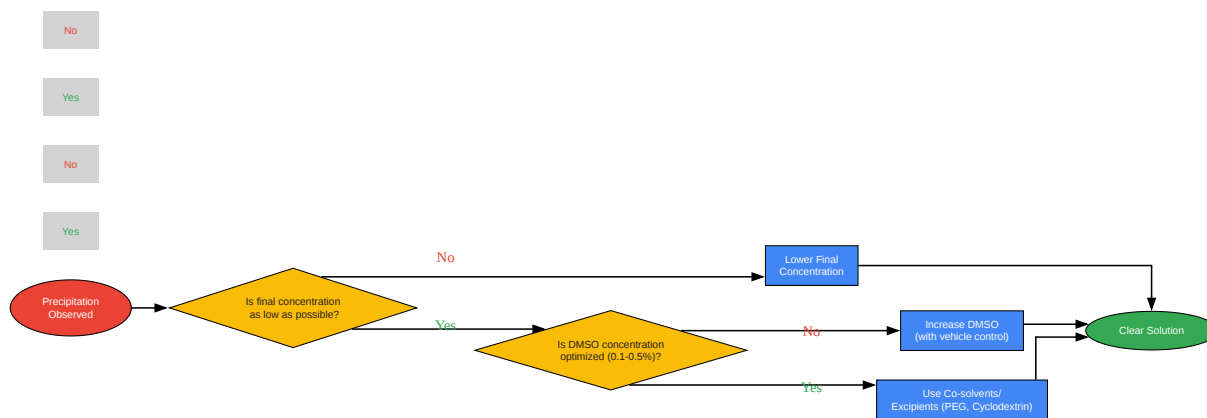 No
Yes
No
Yes
Precipitation
Observed
Is final concentration
as low as possible?
No
Yes
Lower Final
Concentration
Is DMSO concentration
optimized (0.1-0.5%)?
No
Yes
Increase DMSO
(with vehicle control)
Use Co-solvents/
Excipients (PEG, Cyclodextrin)
Clear Solution